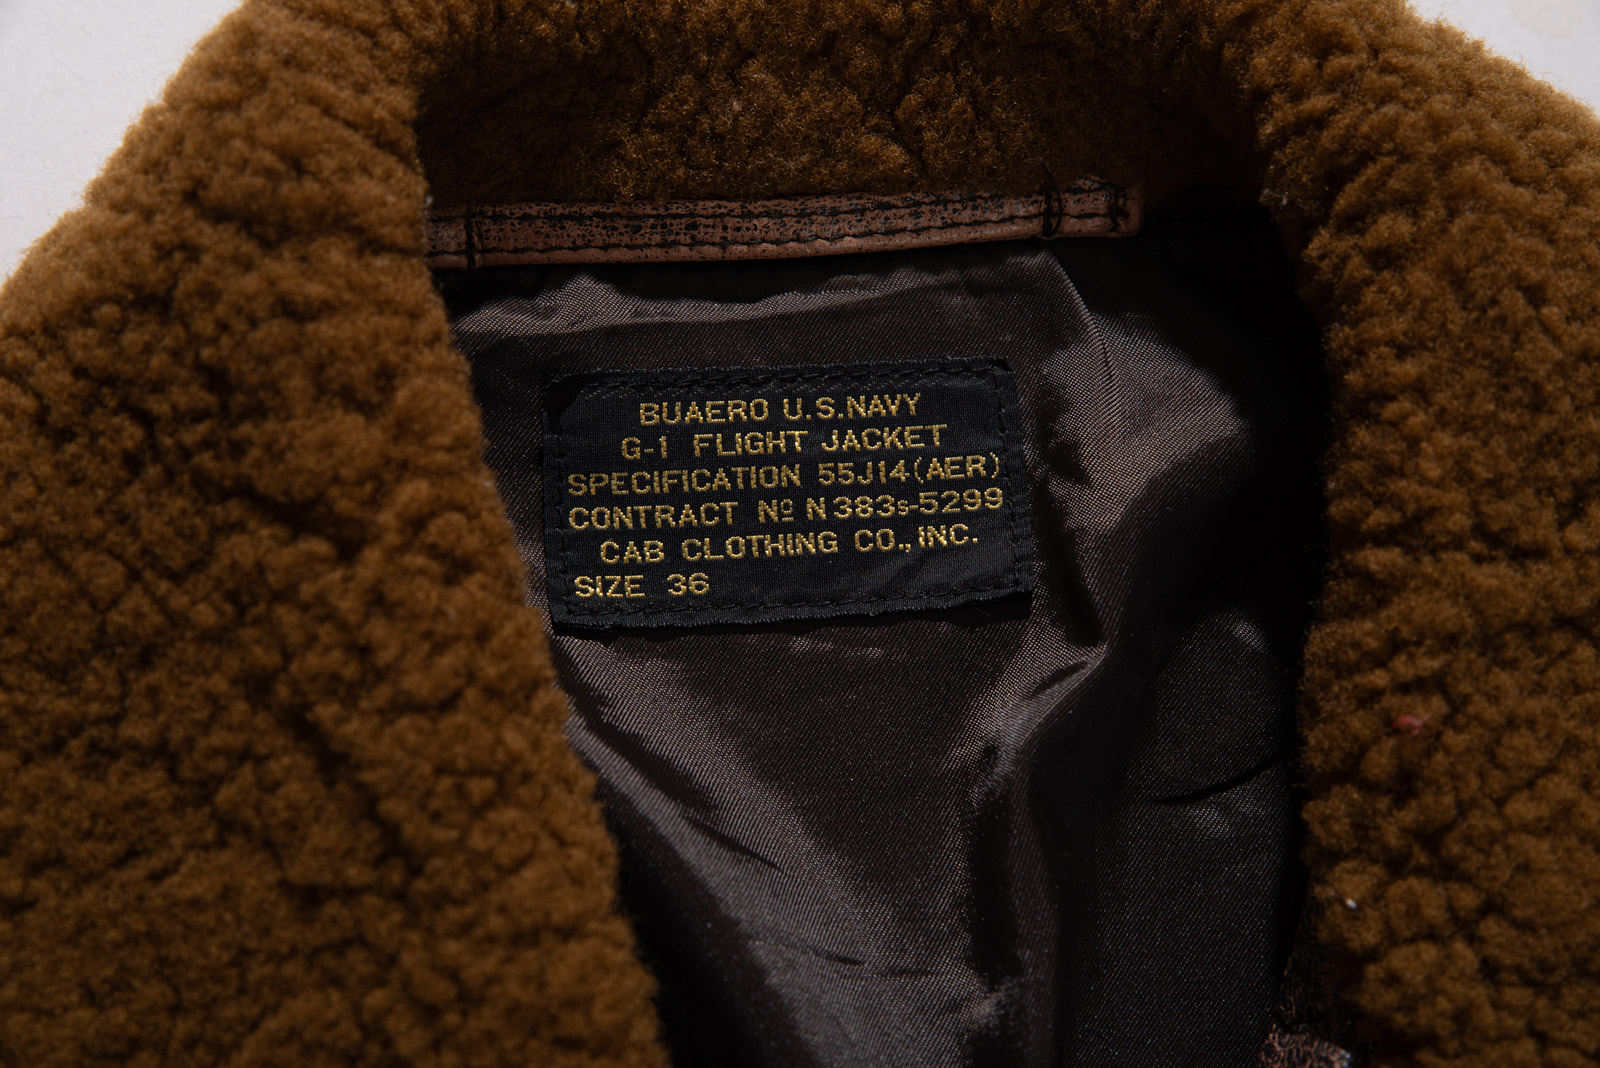 BUAERO U.S.NAVY
G-1 FLIGHT JACKET
SPECIFICATION 55J14(AER)
CONTRACT Nº N383s-5299
CAB CLOTHING CO., INC.
SIZE 36